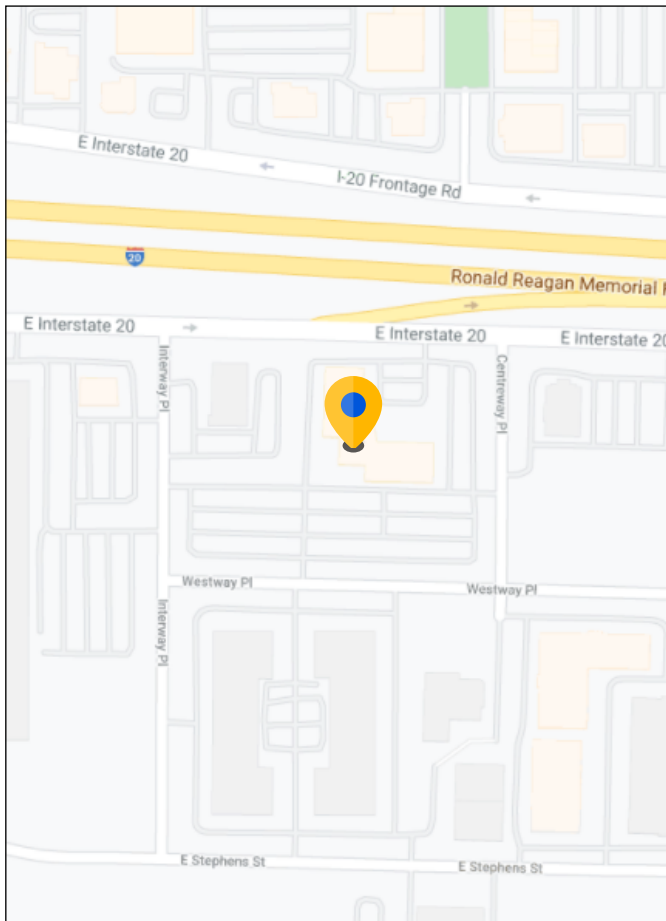 E Interstate 20
I-20 Frontage Rd
20
Ronald Reagan Memorial H
E Interstate 20
E Interstate 20
E Interstate 20
Interway Pl
Centreway Pl
Westway Pl
Westway Pl
Interway Pl
E Stephens St
E Stephens St